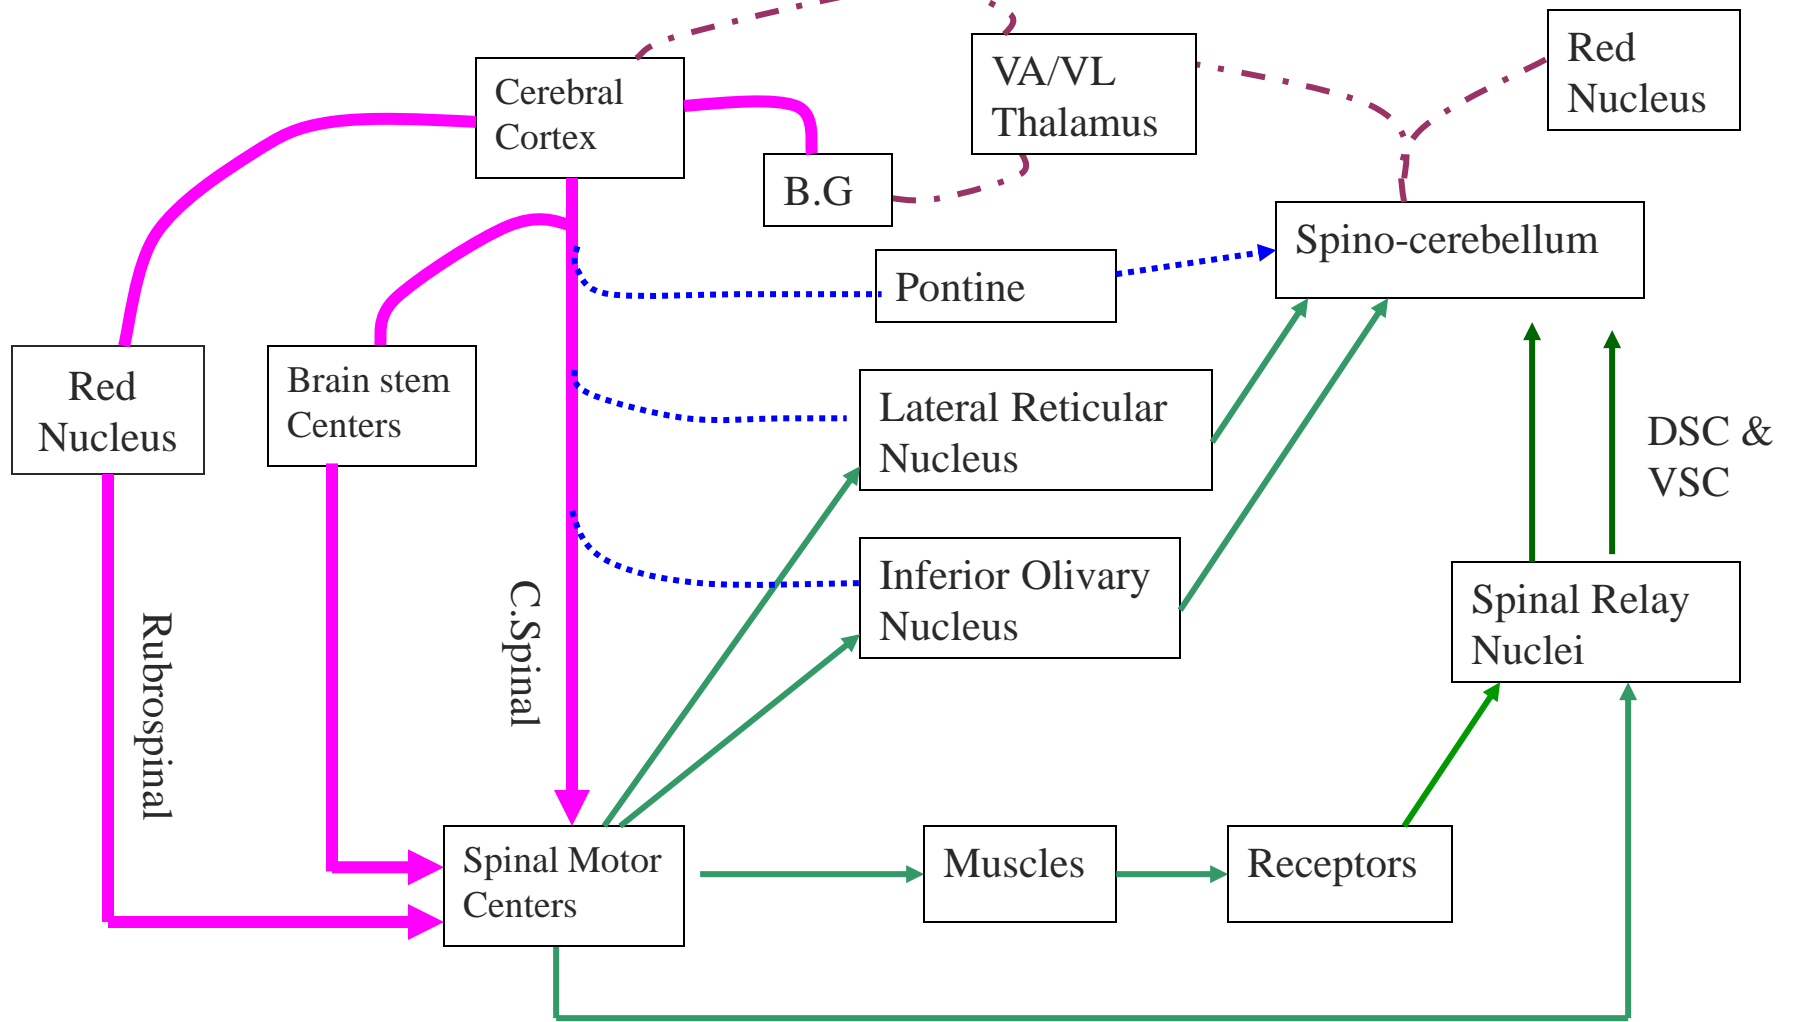 Cerebral
Cortex
VA/VL
Thalamus
Red
Nucleus
B.G
Spino-cerebellum
Pontine
Red
Nucleus
Brain stem
Centers
Lateral Reticular
Nucleus
DSC &
VSC
Inferior Olivary
Nucleus
Spinal Relay
Nuclei
Rubrospinal
C.Spinal
Spinal Motor
Centers
Muscles
Receptors